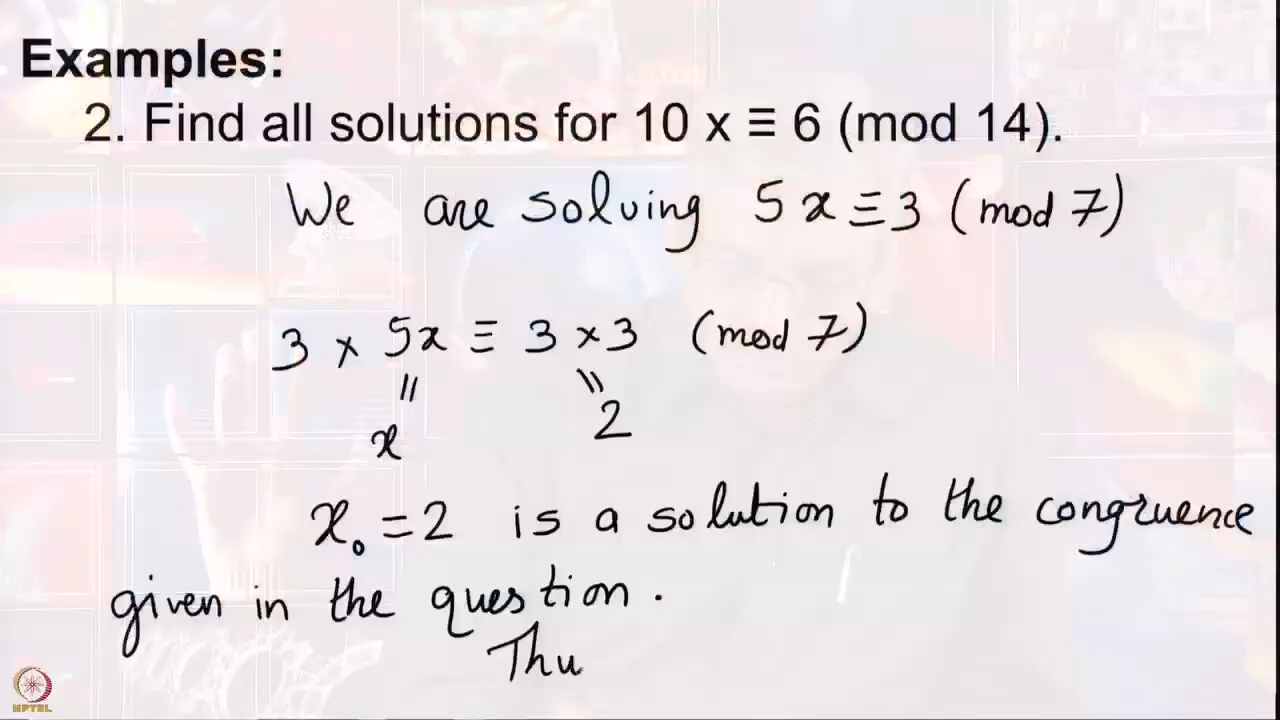 Examples:
2. Find all solutions for 10 x ≡ 6 (mod 14).
We are solving 5x ≡ 3 (mod 7)
3 × 5x ≡ 3 × 3 (mod 7)
= =
x 2
x₀ = 2 is a solution to the congruence
given in the question.
Thu
NPTEL